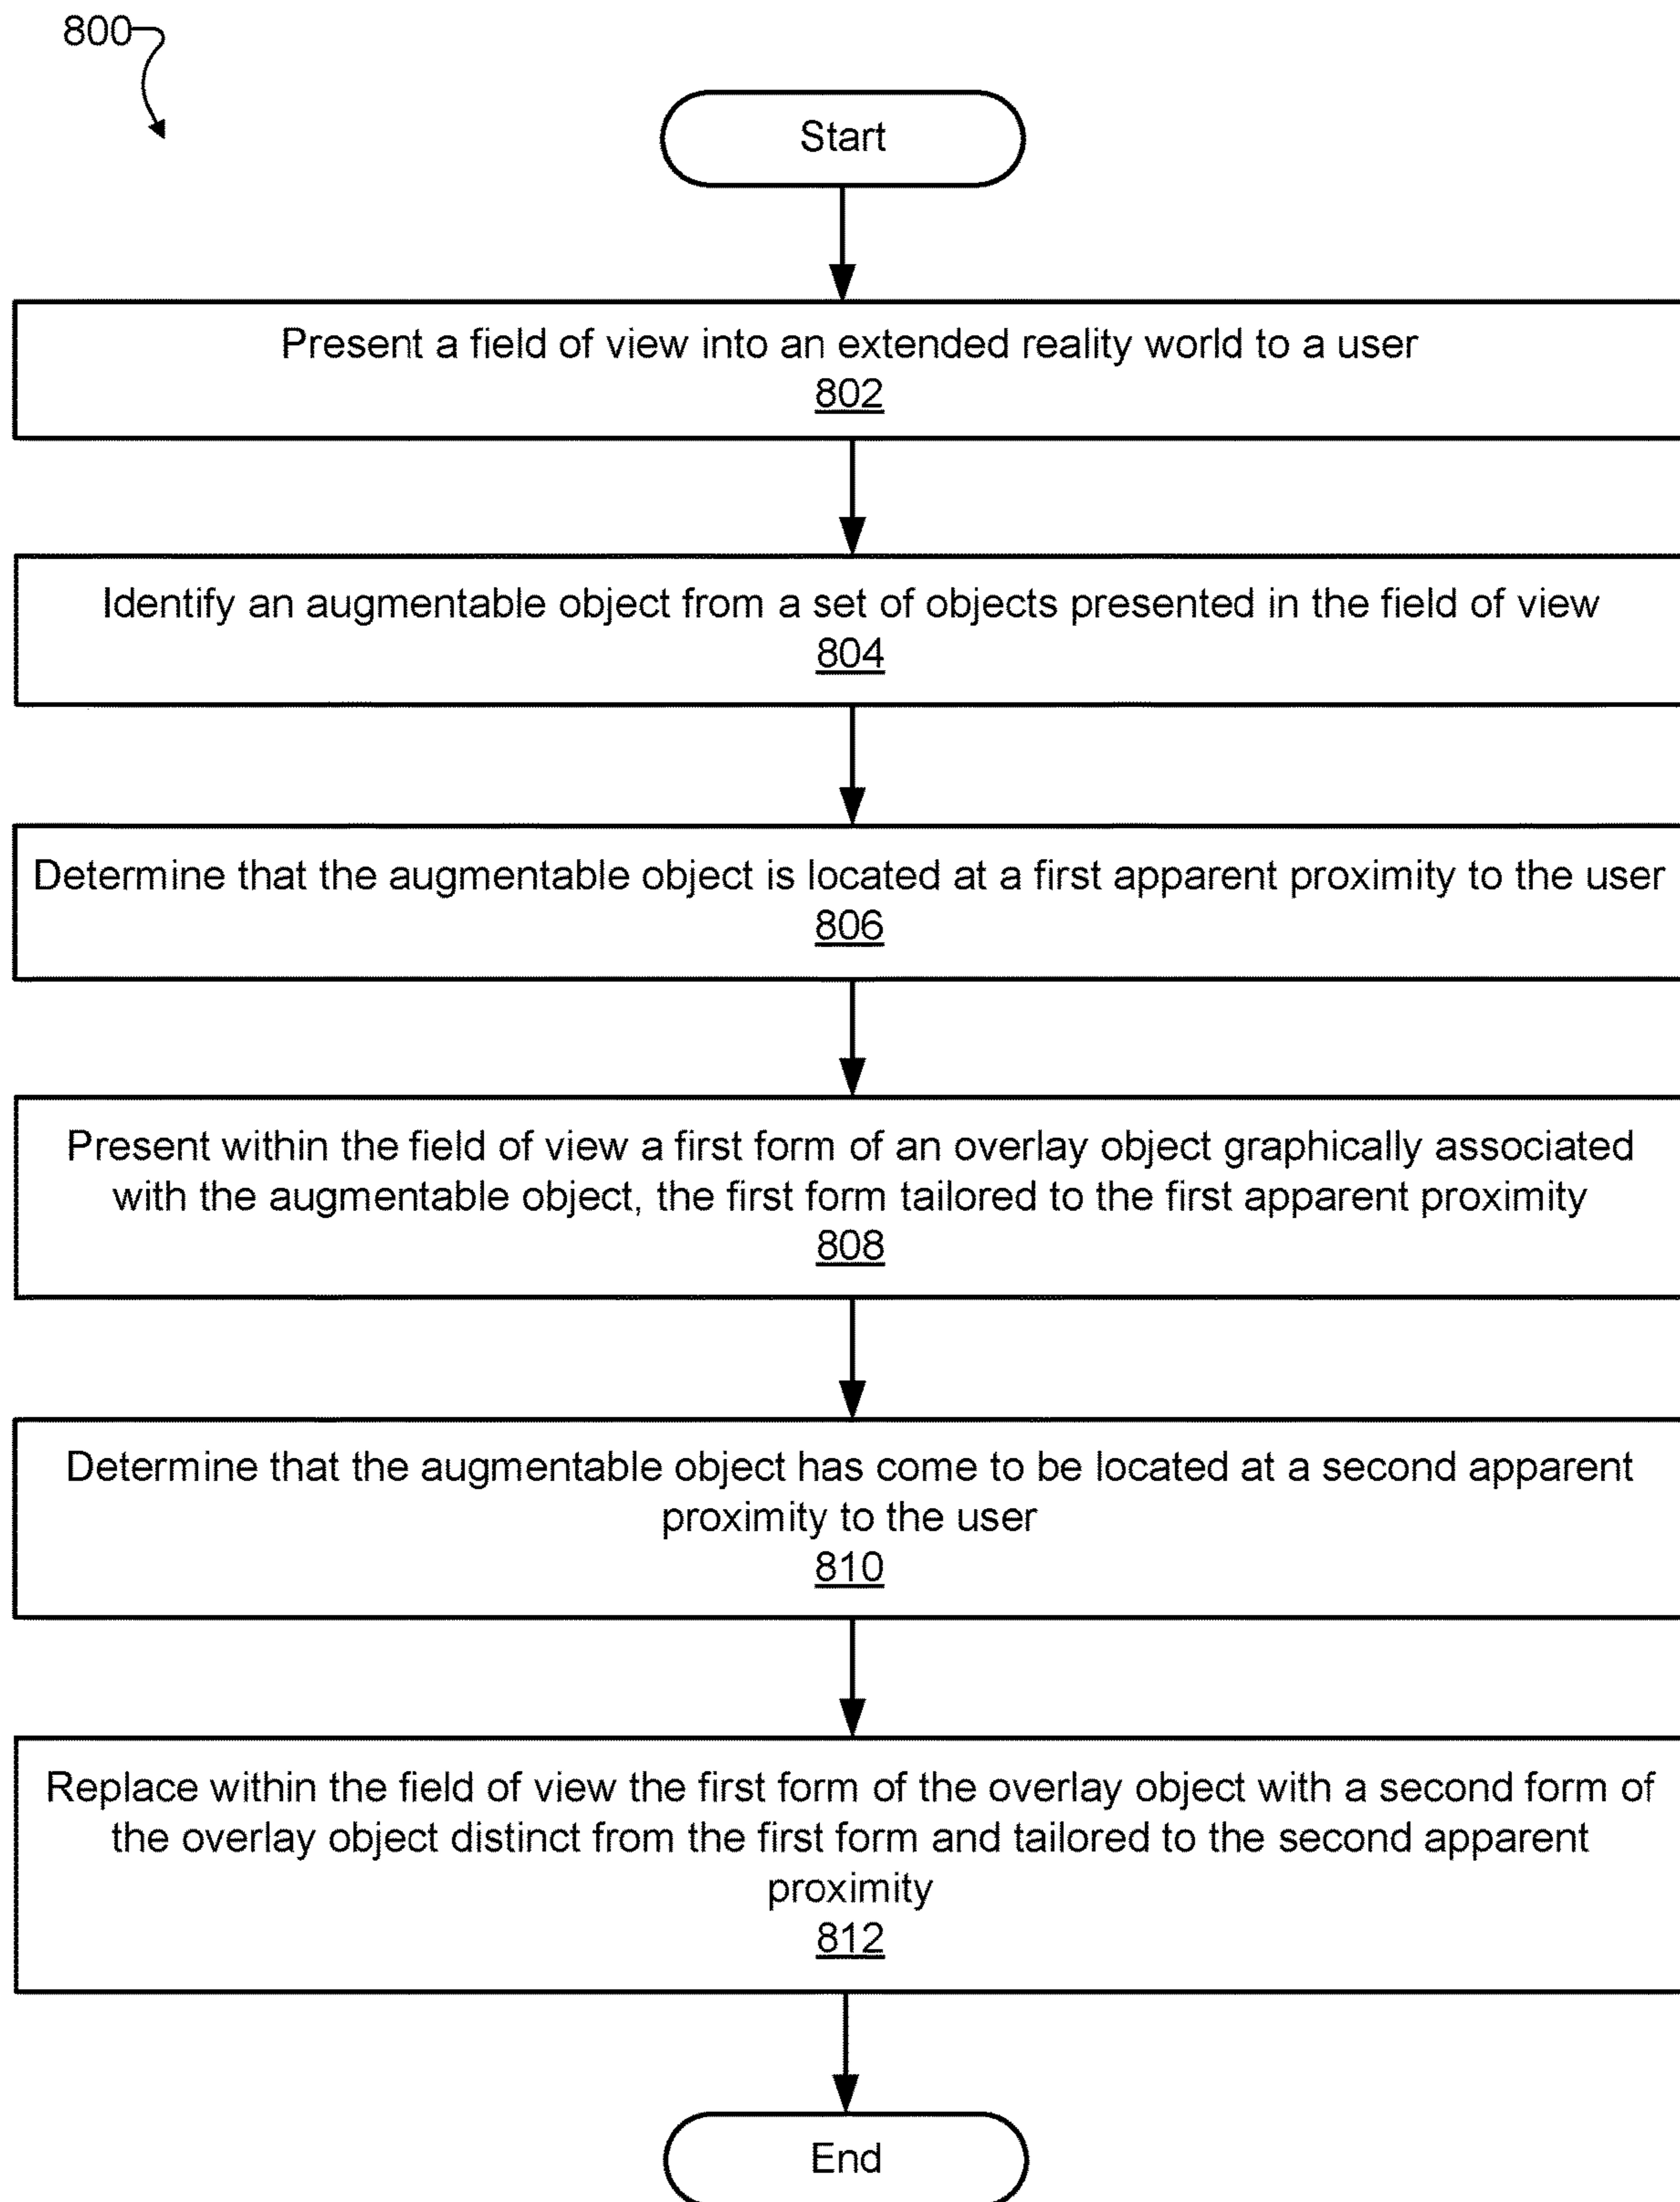 800
Start
Present a field of view into an extended reality world to a user
802
Identify an augmentable object from a set of objects presented in the field of view
804
Determine that the augmentable object is located at a first apparent proximity to the user
806
Present within the field of view a first form of an overlay object graphically associated
with the augmentable object, the first form tailored to the first apparent proximity
808
Determine that the augmentable object has come to be located at a second apparent
proximity to the user
810
Replace within the field of view the first form of the overlay object with a second form of
the overlay object distinct from the first form and tailored to the second apparent
proximity
812
End